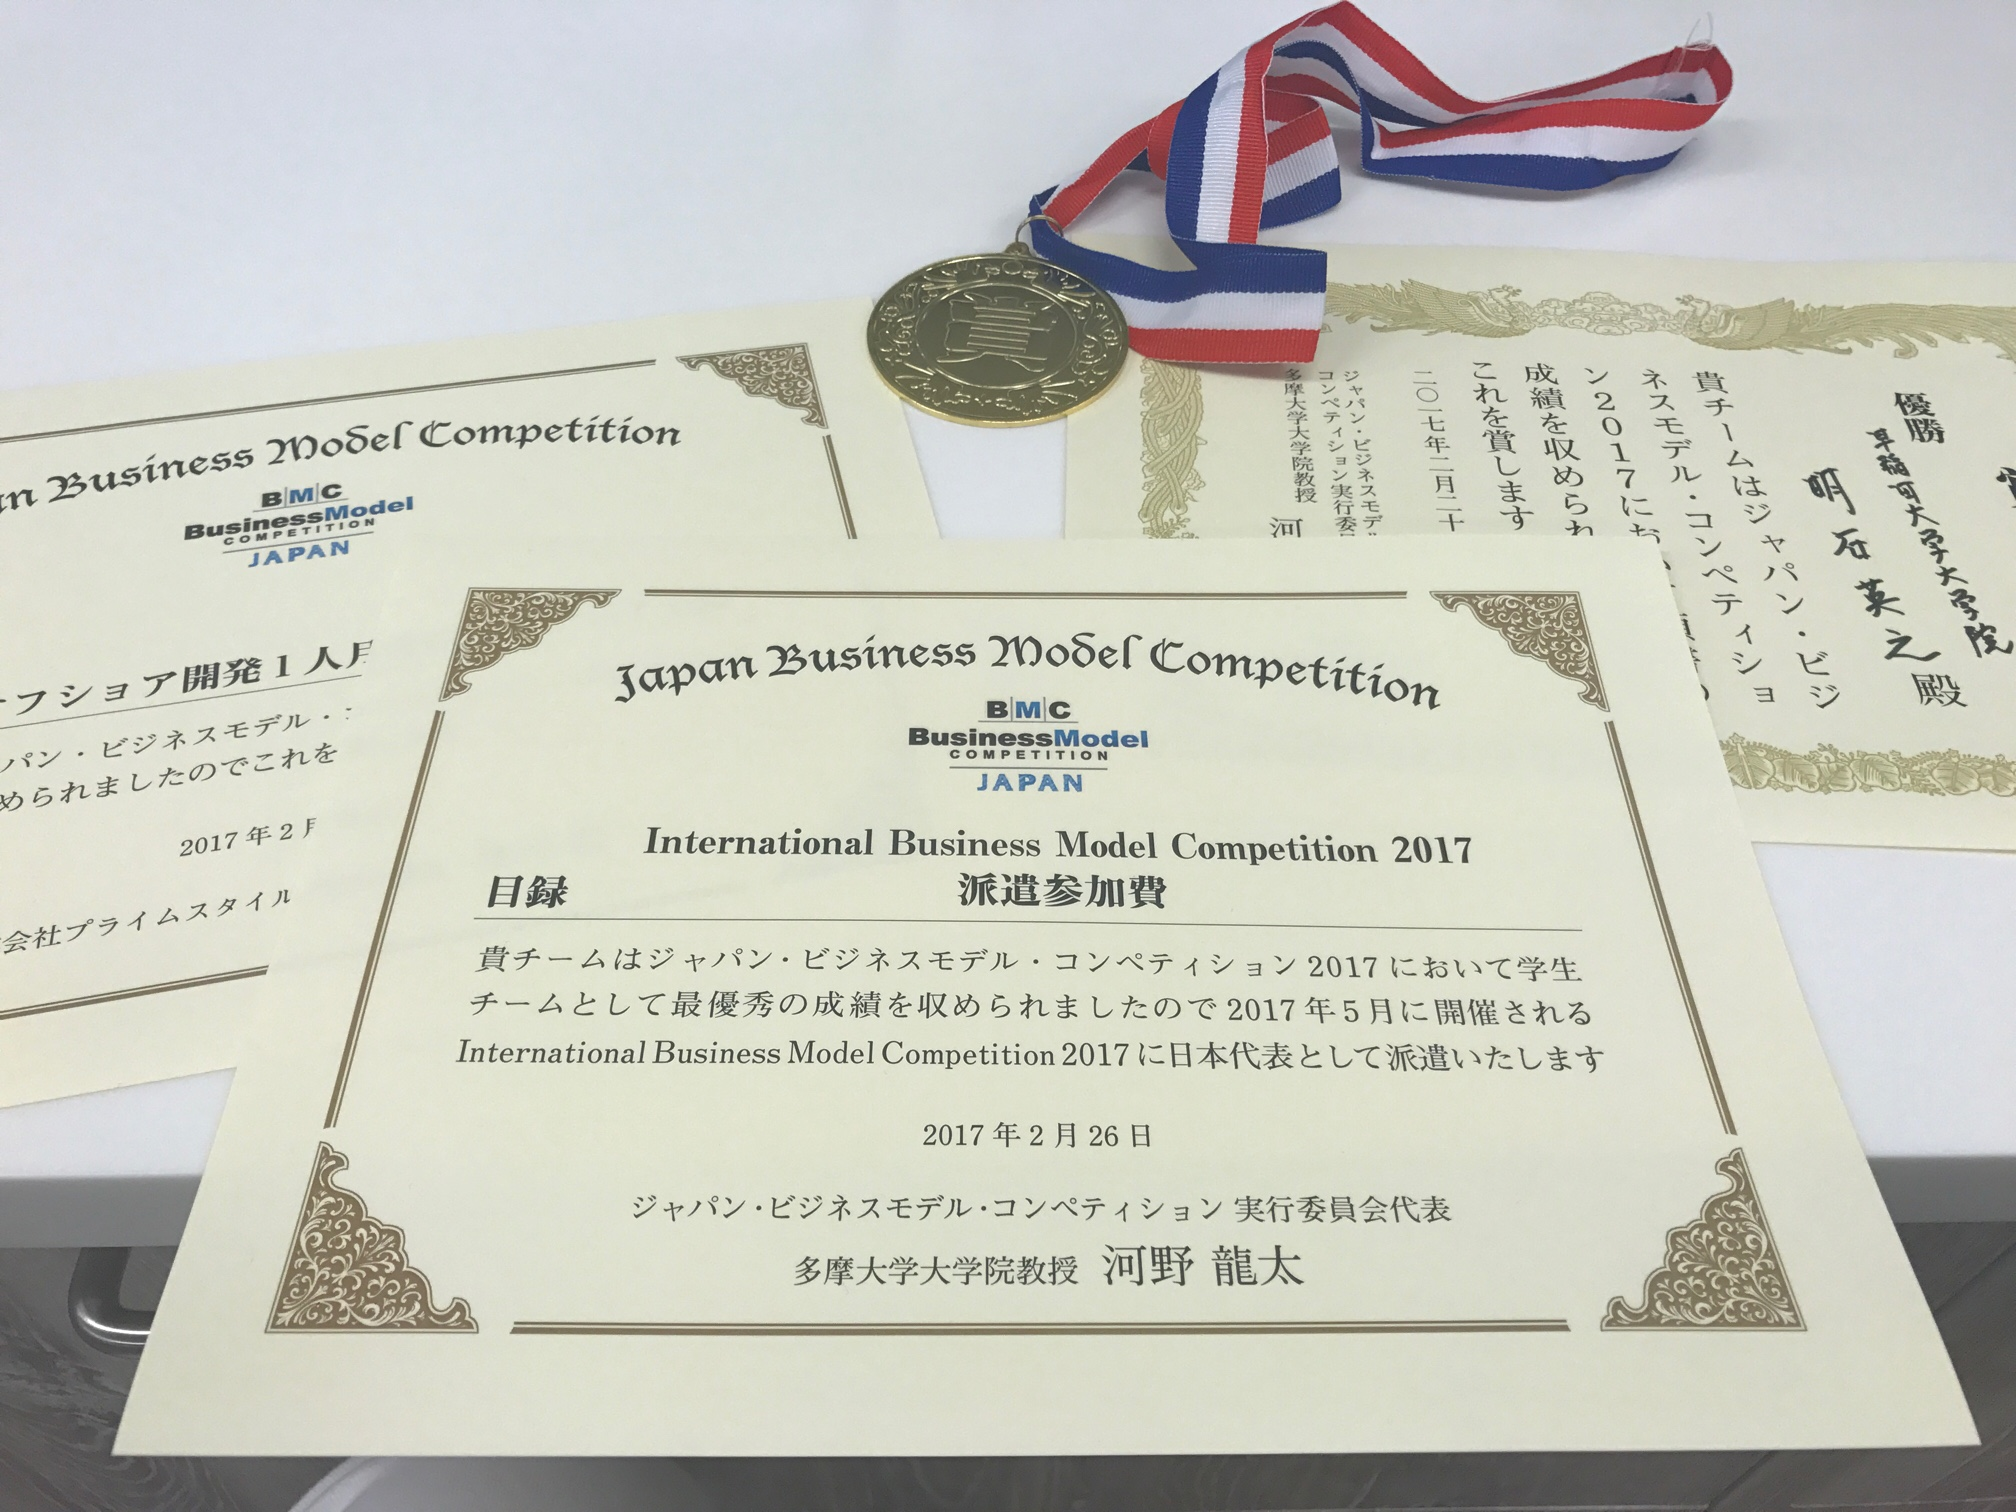 Japan Business Model Competition
B|M|C
BusinessModel
COMPETITION
JAPAN
International Business Model Competition 2017
目録 派遣参加費
貴チームはジャパン・ビジネスモデル・コンペティション2017において学生
チームとして最優秀の成績を収められましたので2017年5月に開催される
International Business Model Competition 2017に日本代表として派遣いたします
2017年2月26日
ジャパン・ビジネスモデル・コンペティション 実行委員会代表
多摩大学大学院教授 河野 龍太
Business Model Competition
B|M|C
BusinessModel
COMPETITION
JAPAN
フショア開発1人月
パン・ビジネスモデル・
められましたのでこれを
2017年2月
会社プライムスタイル
賞
優勝
早稲田大学大学院
明石英之殿
貴チームはジャパン・ビジ
ネスモデル・コンペティショ
ン2017にお
成績を収められ
これを賞します
二〇一七年二月二十
ジャパン・ビジネスモデル
コンペティション実行委員
多摩大学大学院教授 河